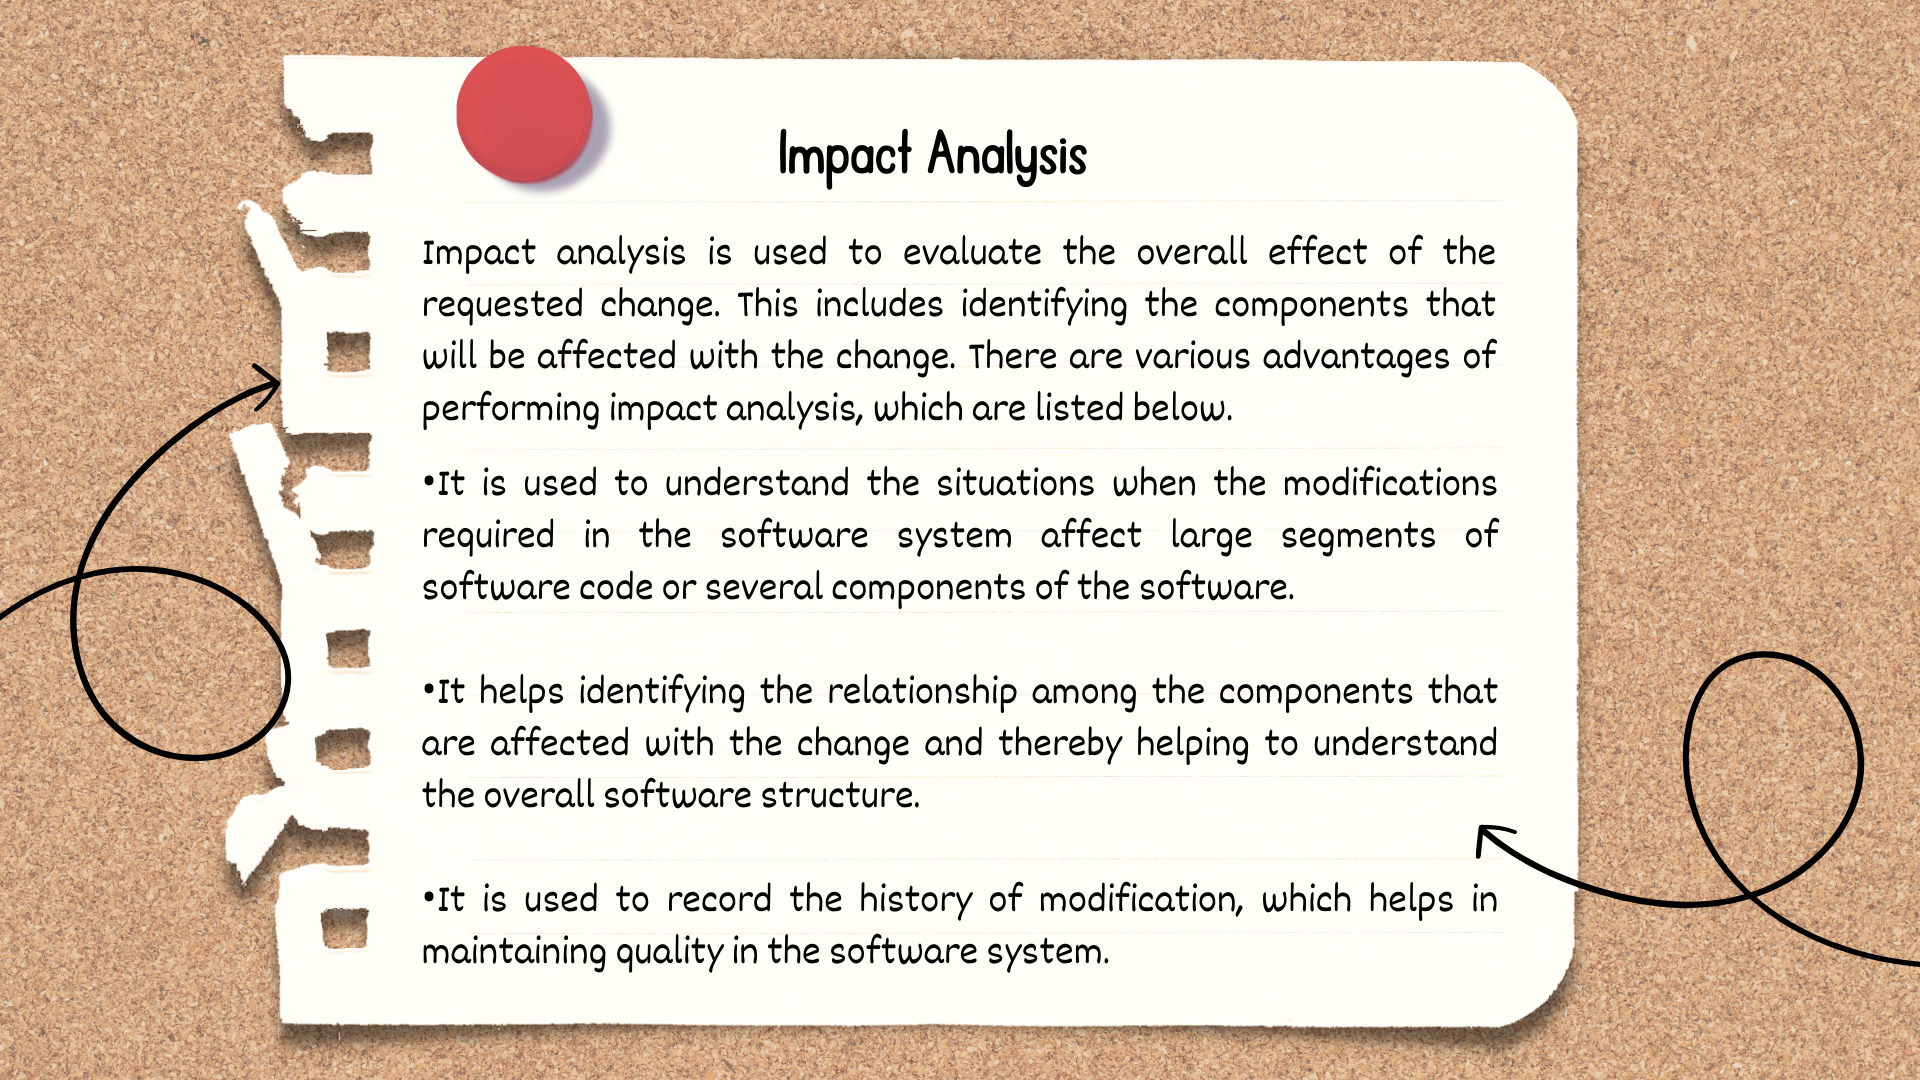 Impact Analysis
Impact analysis is used to evaluate the overall effect of the
requested change. This includes identifying the components that
will be affected with the change. There are various advantages of
performing impact analysis, which are listed below.
•It is used to understand the situations when the modifications
required in the software system affect large segments of
software code or several components of the software.
•It helps identifying the relationship among the components that
are affected with the change and thereby helping to understand
the overall software structure.
•It is used to record the history of modification, which helps in
maintaining quality in the software system.